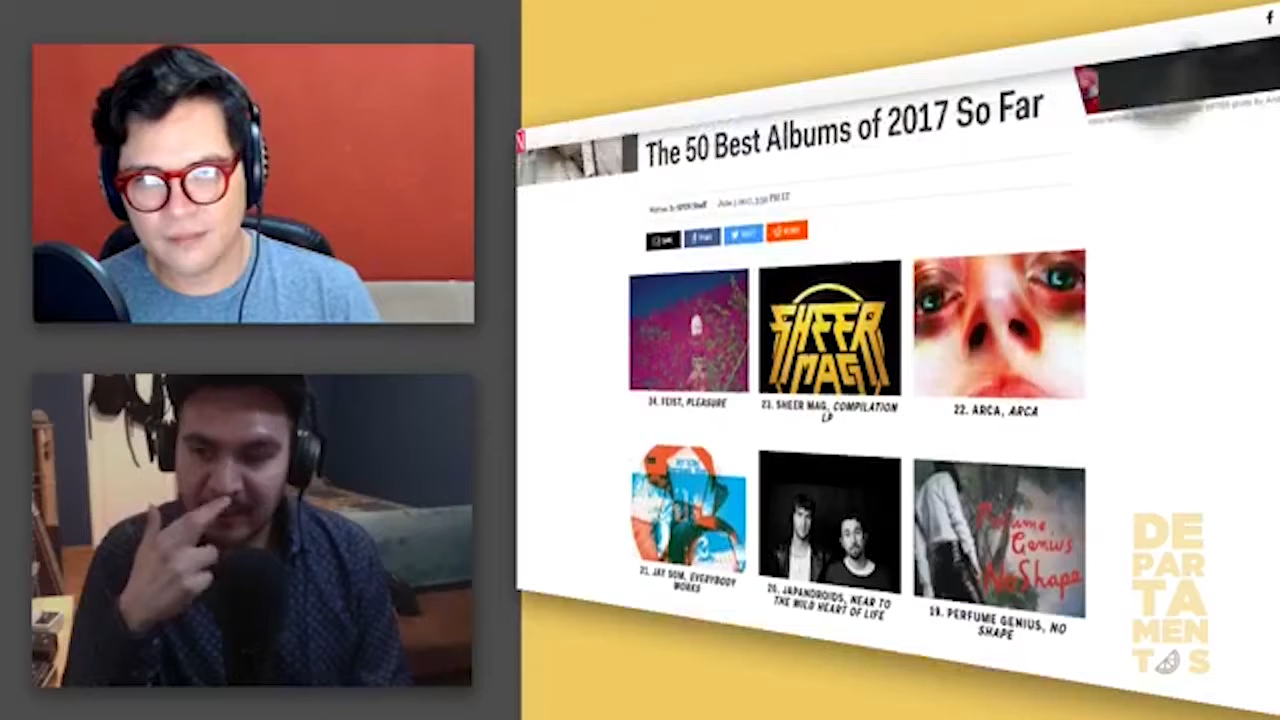 The 50 Best Albums of 2017 So Far
24. FEIST, PLEASURE
SHEER
MAG
23. SHEER MAG, COMPILATION
LP
22. ARCA, ARCA
21. JAY SOM, EVERYBODY
WORKS
20. JAPANDROIDS, NEAR TO
THE WILD HEART OF LIFE
Perfume
Genius
No Shape
19. PERFUME GENIUS, NO
SHAPE
DE
PAR
TA
MEN
TOS